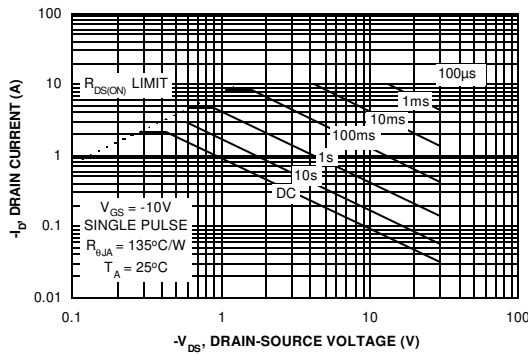 100
10
1
0.1
0.01
-I_D, DRAIN CURRENT (A)
R_DS(ON) LIMIT
100µs
1ms
10ms
100ms
1s
10s
DC
V_GS = -10V
SINGLE PULSE
R_θJA = 135°C/W
T_A = 25°C
0.1
1
10
100
-V_DS, DRAIN-SOURCE VOLTAGE (V)